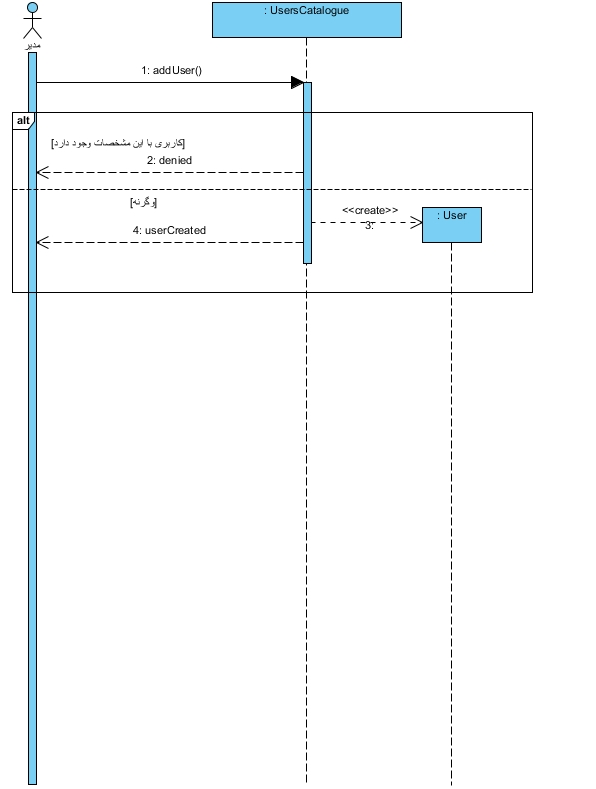 : UsersCatalogue
مدیر
1: addUser()
alt
[کاربری با این مشخصات وجود دارد]
2: denied
[وگرنه]
<<create>>
3:
: User
4: userCreated